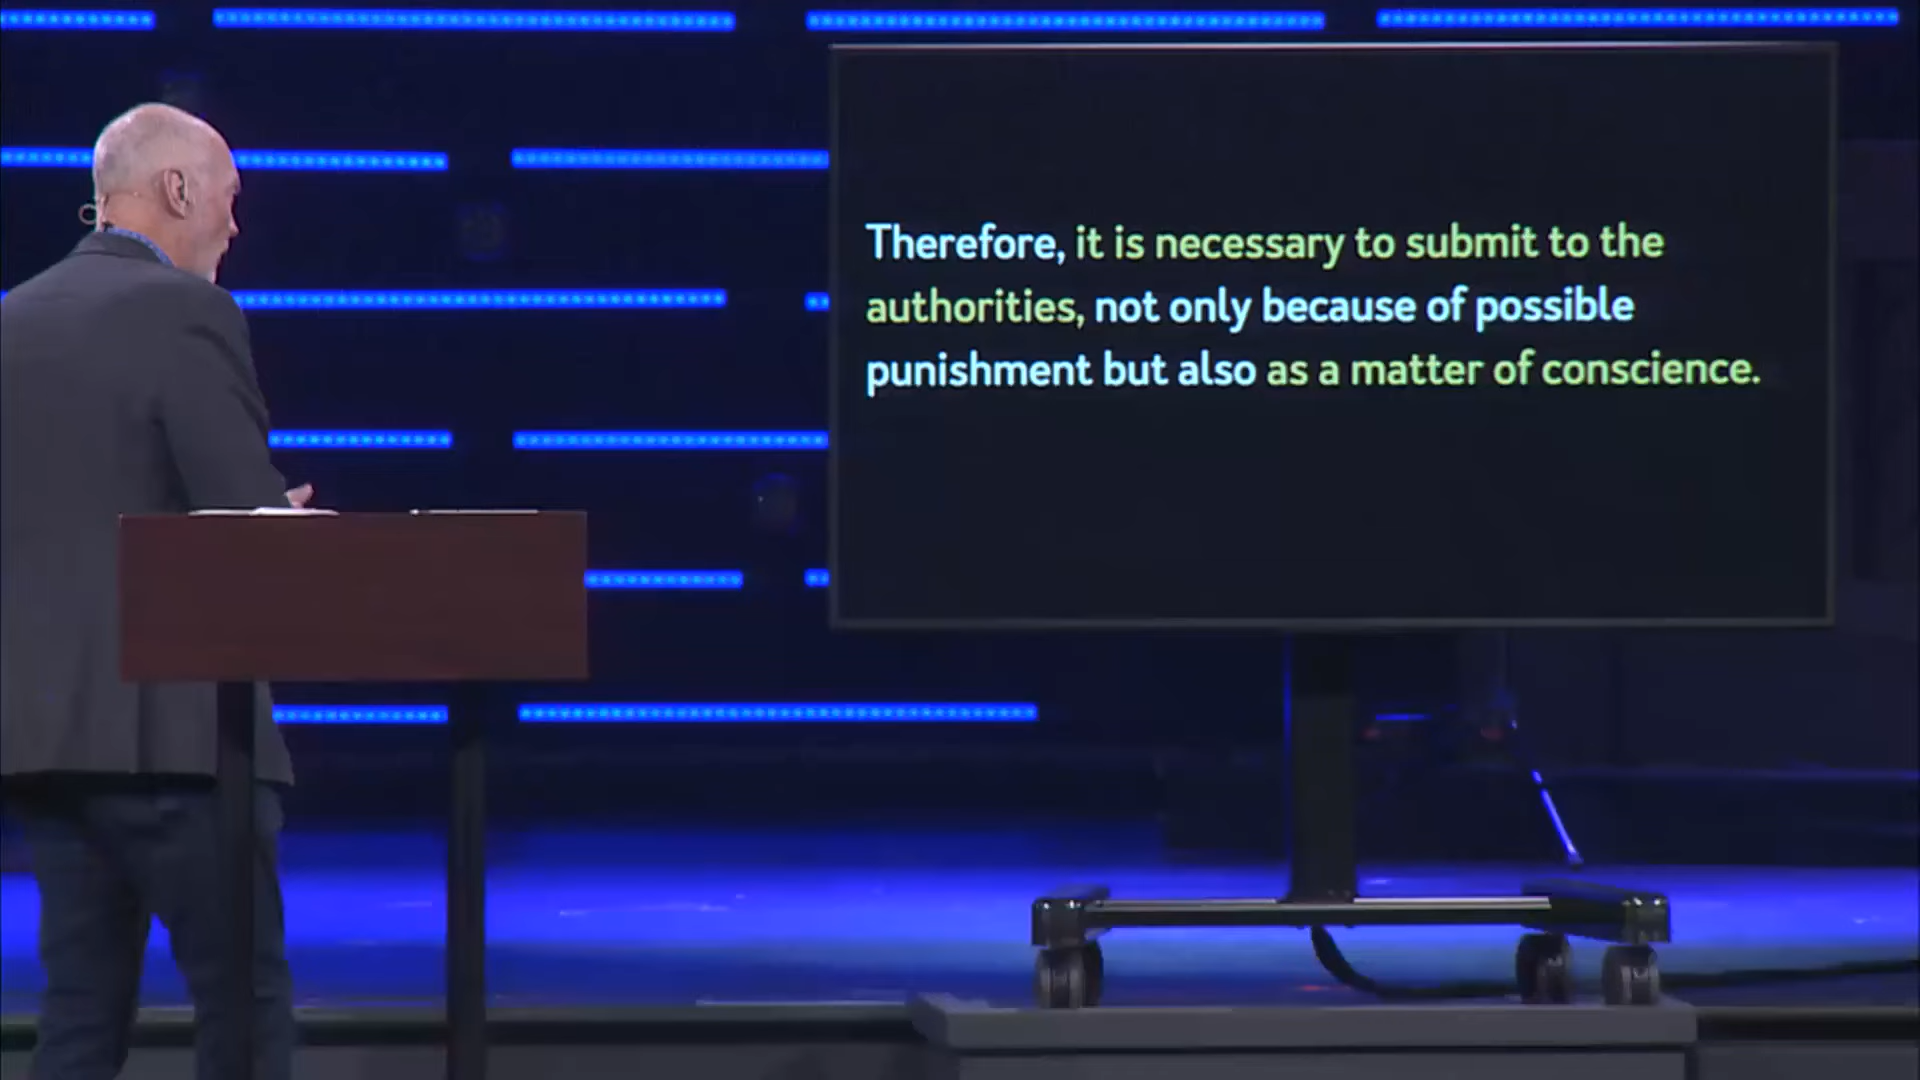 Therefore, it is necessary to submit to the
authorities, not only because of possible
punishment but also as a matter of conscience.